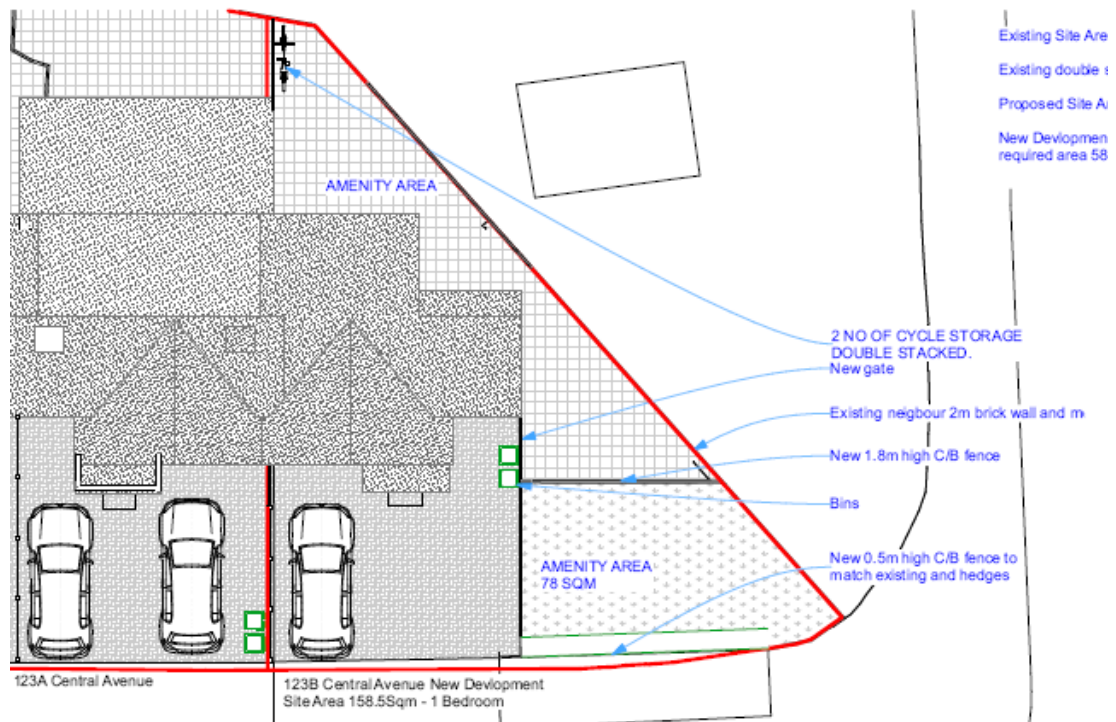 Existing Site Are
Existing double s
Proposed Site Ar
New Devlopmen
required area 58
AMENITY AREA
2 NO OF CYCLE STORAGE
DOUBLE STACKED.
New gate
Existing neigbour 2m brick wall and m
New 1.8m high C/B fence
Bins
AMENITY AREA
78 SQM
New 0.5m high C/B fence to
match existing and hedges
123A Central Avenue
123B Central Avenue New Devlopment
Site Area 158.5Sqm - 1 Bedroom